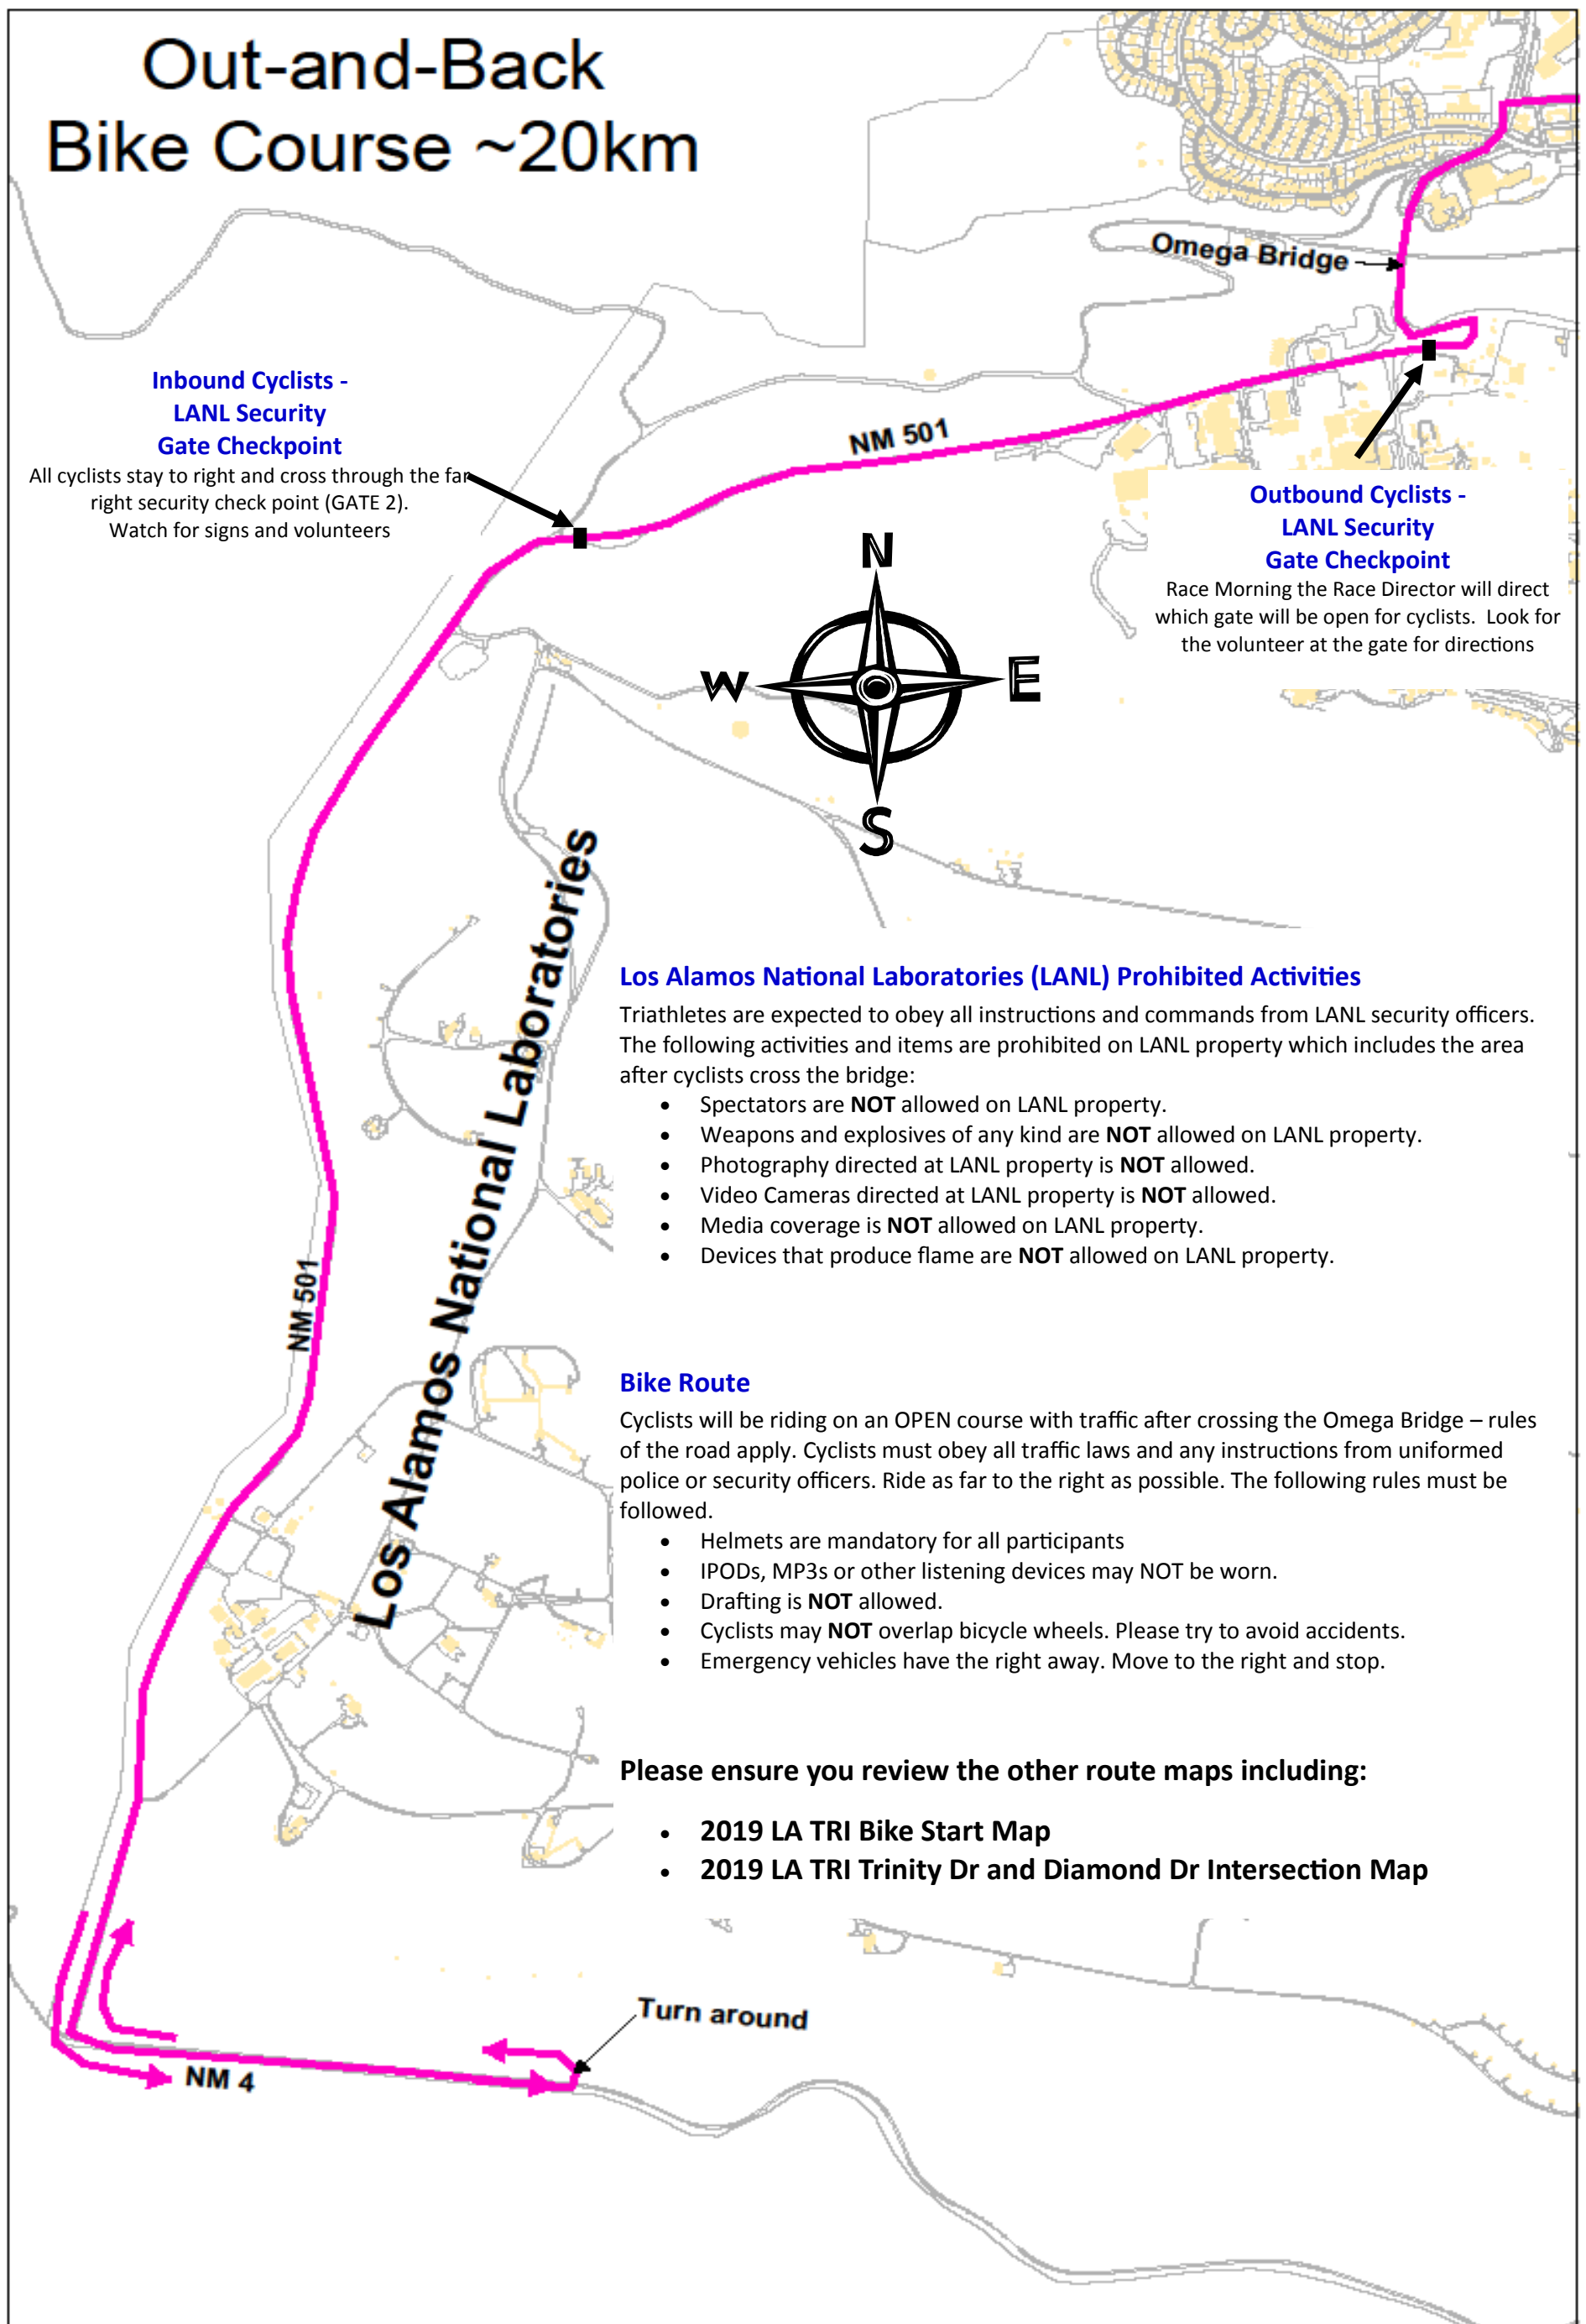 Out-and-Back
Bike Course ~20km
Omega Bridge
Inbound Cyclists -
LANL Security
Gate Checkpoint
All cyclists stay to right and cross through the far
right security check point (GATE 2).
Watch for signs and volunteers
NM 501
Outbound Cyclists -
LANL Security
Gate Checkpoint
Race Morning the Race Director will direct
which gate will be open for cyclists.  Look for
the volunteer at the gate for directions
N
W
E
S
Los Alamos National Laboratories
Los Alamos National Laboratories (LANL) Prohibited Activities
Triathletes are expected to obey all instructions and commands from LANL security officers.
The following activities and items are prohibited on LANL property which includes the area
after cyclists cross the bridge:
• Spectators are NOT allowed on LANL property.
• Weapons and explosives of any kind are NOT allowed on LANL property.
• Photography directed at LANL property is NOT allowed.
• Video Cameras directed at LANL property is NOT allowed.
• Media coverage is NOT allowed on LANL property.
• Devices that produce flame are NOT allowed on LANL property.
NM 501
Bike Route
Cyclists will be riding on an OPEN course with traffic after crossing the Omega Bridge – rules
of the road apply. Cyclists must obey all traffic laws and any instructions from uniformed
police or security officers. Ride as far to the right as possible. The following rules must be
followed.
• Helmets are mandatory for all participants
• IPODs, MP3s or other listening devices may NOT be worn.
• Drafting is NOT allowed.
• Cyclists may NOT overlap bicycle wheels. Please try to avoid accidents.
• Emergency vehicles have the right away. Move to the right and stop.
Please ensure you review the other route maps including:
• 2019 LA TRI Bike Start Map
• 2019 LA TRI Trinity Dr and Diamond Dr Intersection Map
Turn around
NM 4